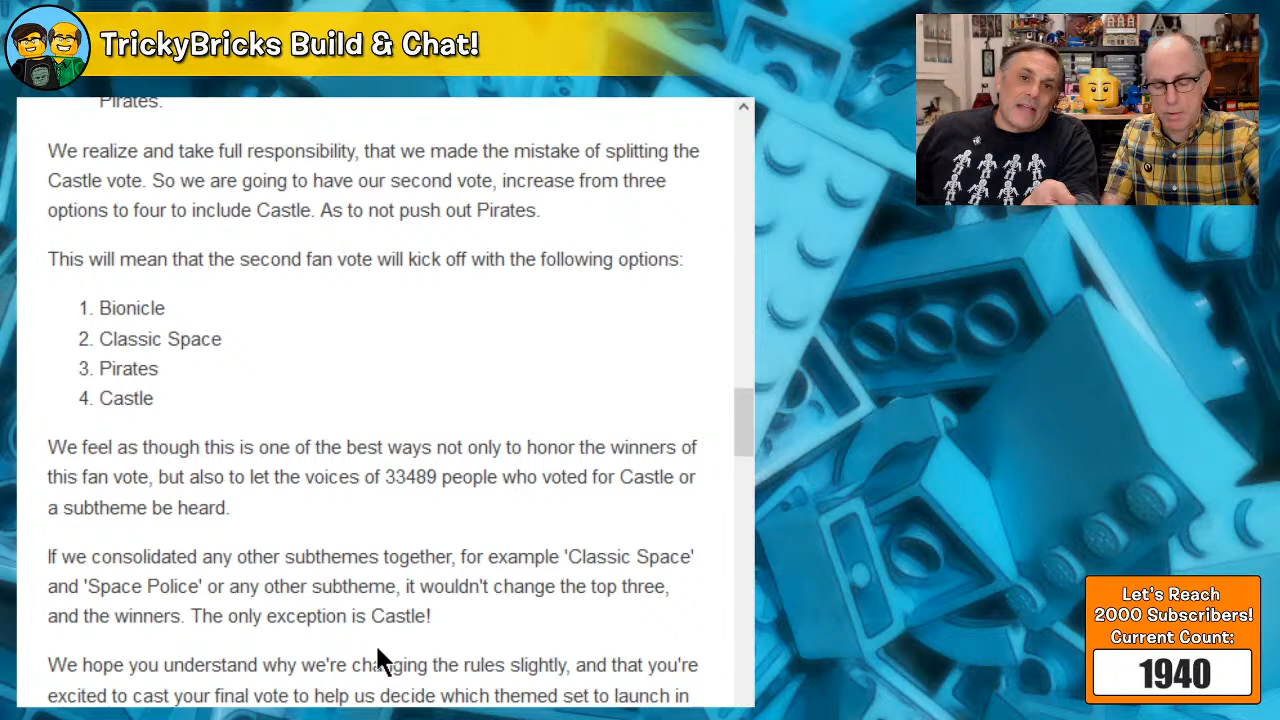 TrickyBricks Build & Chat!
Pirates.
We realize and take full responsibility, that we made the mistake of splitting the
Castle vote. So we are going to have our second vote, increase from three
options to four to include Castle. As to not push out Pirates.
This will mean that the second fan vote will kick off with the following options:
1. Bionicle
2. Classic Space
3. Pirates
4. Castle
We feel as though this is one of the best ways not only to honor the winners of
this fan vote, but also to let the voices of 33489 people who voted for Castle or
a subtheme be heard.
If we consolidated any other subthemes together, for example 'Classic Space'
and 'Space Police' or any other subtheme, it wouldn't change the top three,
and the winners. The only exception is Castle!
We hope you understand why we're changing the rules slightly, and that you're
excited to cast your final vote to help us decide which themed set to launch in
Let's Reach
2000 Subscribers!
Current Count:
1940